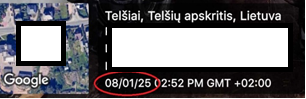 Telšiai, Telšių apskritis, Lietuva
Google
08/01/25 02:52 PM GMT +02:00